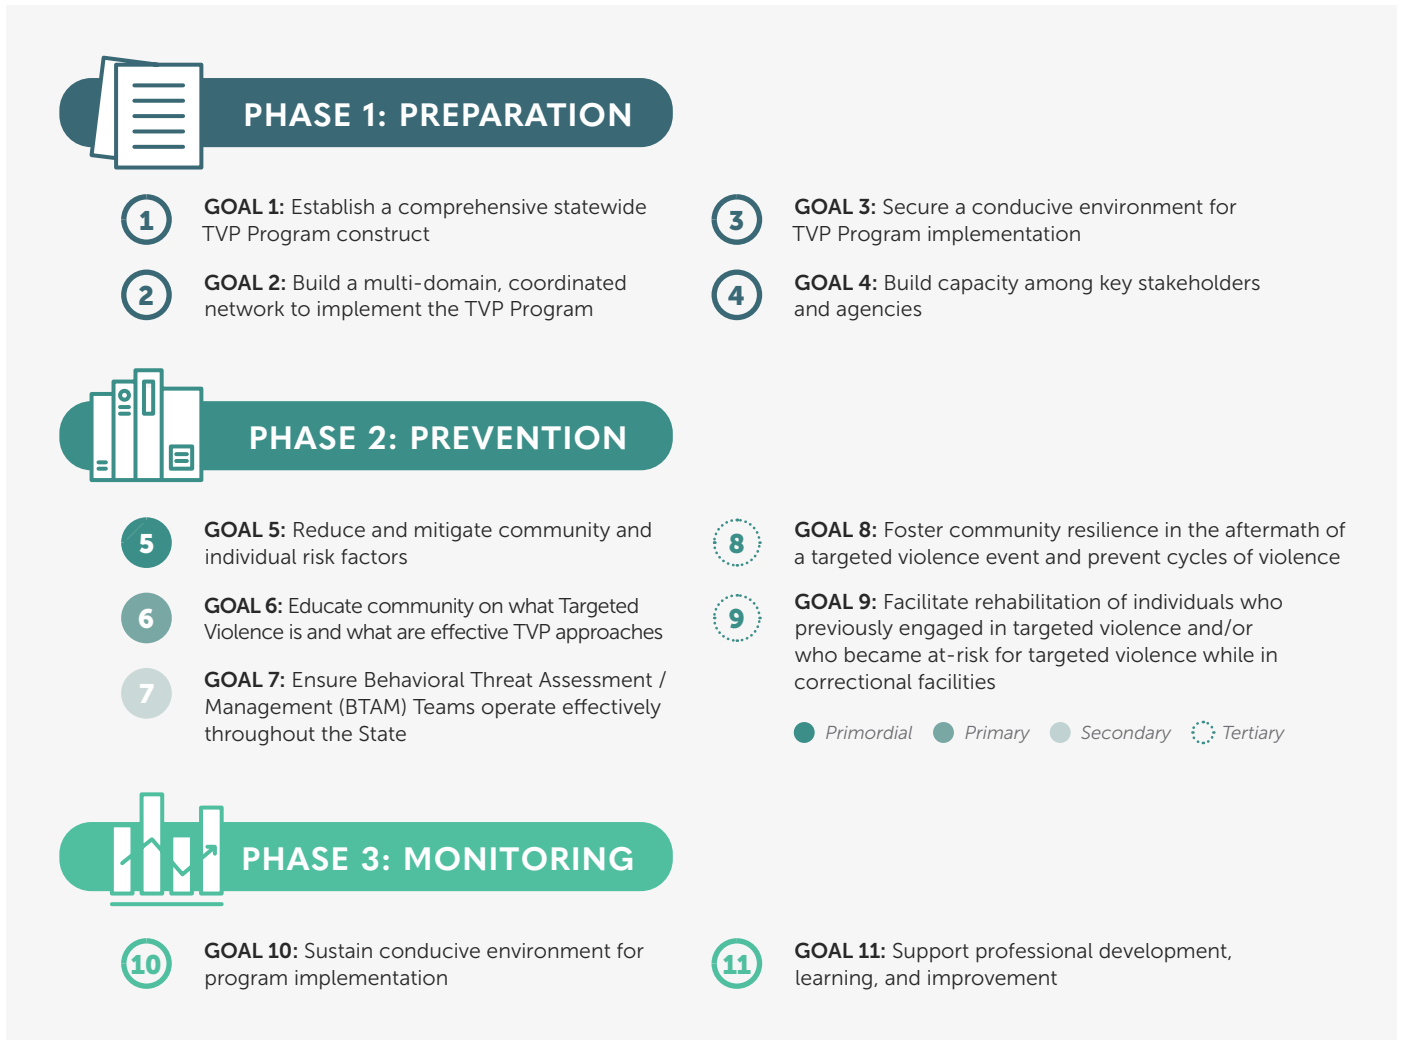 PHASE 1: PREPARATION
1
GOAL 1: Establish a comprehensive statewide
TVP Program construct
2
GOAL 2: Build a multi-domain, coordinated
network to implement the TVP Program
3
GOAL 3: Secure a conducive environment for
TVP Program implementation
4
GOAL 4: Build capacity among key stakeholders
and agencies
PHASE 2: PREVENTION
5
GOAL 5: Reduce and mitigate community and
individual risk factors
6
GOAL 6: Educate community on what Targeted
Violence is and what are effective TVP approaches
7
GOAL 7: Ensure Behavioral Threat Assessment /
Management (BTAM) Teams operate effectively
throughout the State
8
GOAL 8: Foster community resilience in the aftermath of
a targeted violence event and prevent cycles of violence
9
GOAL 9: Facilitate rehabilitation of individuals who
previously engaged in targeted violence and/or
who became at-risk for targeted violence while in
correctional facilities
Primordial Primary Secondary Tertiary
PHASE 3: MONITORING
10
GOAL 10: Sustain conducive environment for
program implementation
11
GOAL 11: Support professional development,
learning, and improvement